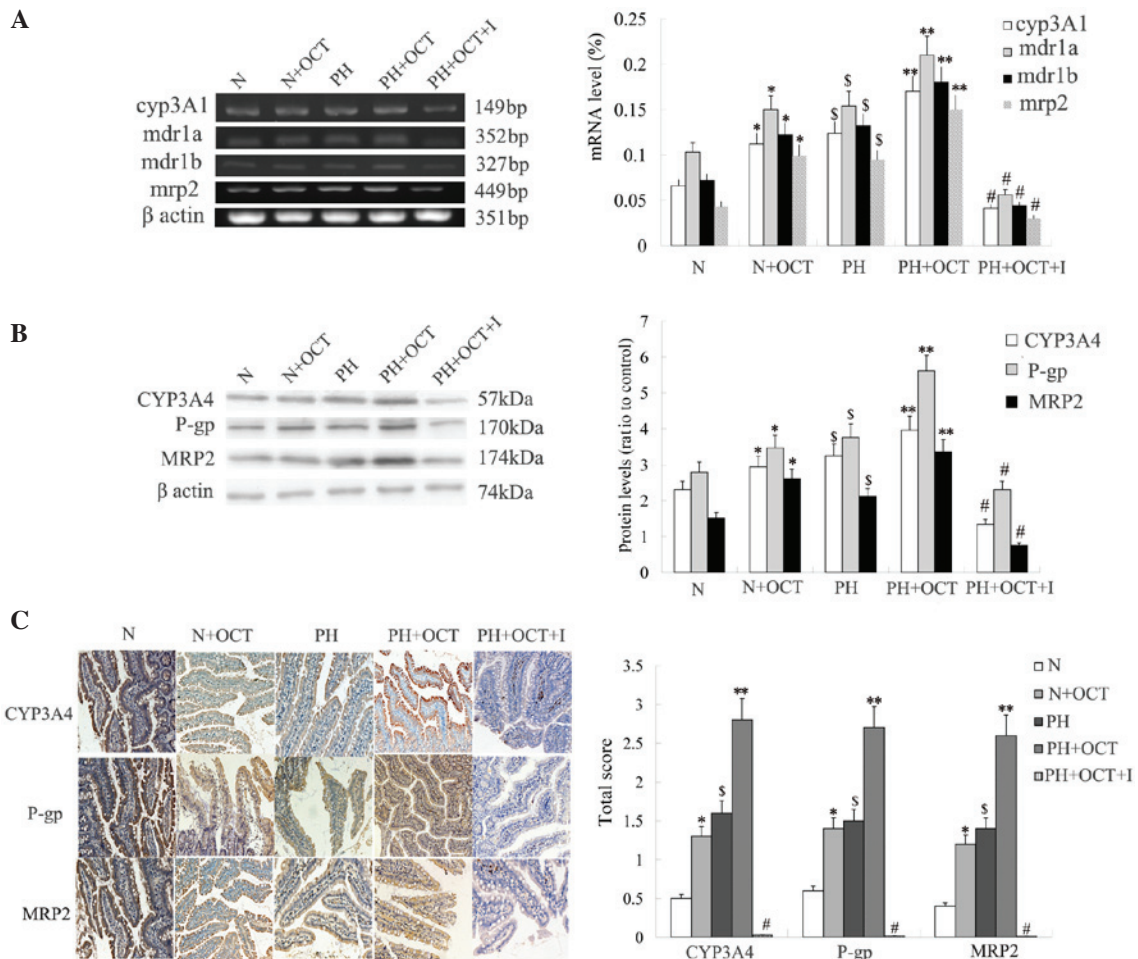 A
N N+OCT PH PH+OCT PH+OCT+I
cyp3A1 149bp
mdr1a 352bp
mdr1b 327bp
mrp2 449bp
β actin 351bp
mRNA level (%)
0.25
0.2
0.15
0.1
0.05
0
cyp3A1
mdr1a
mdr1b
mrp2
* * * *
$ $ $ $
** ** ** **
# # # #
N N+OCT PH PH+OCT PH+OCT+I
B
N N+OCT PH PH+OCT PH+OCT+I
CYP3A4 57kDa
P-gp 170kDa
MRP2 174kDa
β actin 74kDa
Protein levels (ratio to control)
7
6
5
4
3
2
1
0
CYP3A4
P-gp
MRP2
* * *
$ $ $
** ** **
# # #
N N+OCT PH PH+OCT PH+OCT+I
C
N N+OCT PH PH+OCT PH+OCT+I
CYP3A4
P-gp
MRP2
Total score
3.5
3
2.5
2
1.5
1
0.5
0
N
N+OCT
PH
PH+OCT
PH+OCT+I
* $ ** #
* $ ** #
* $ ** #
CYP3A4 P-gp MRP2